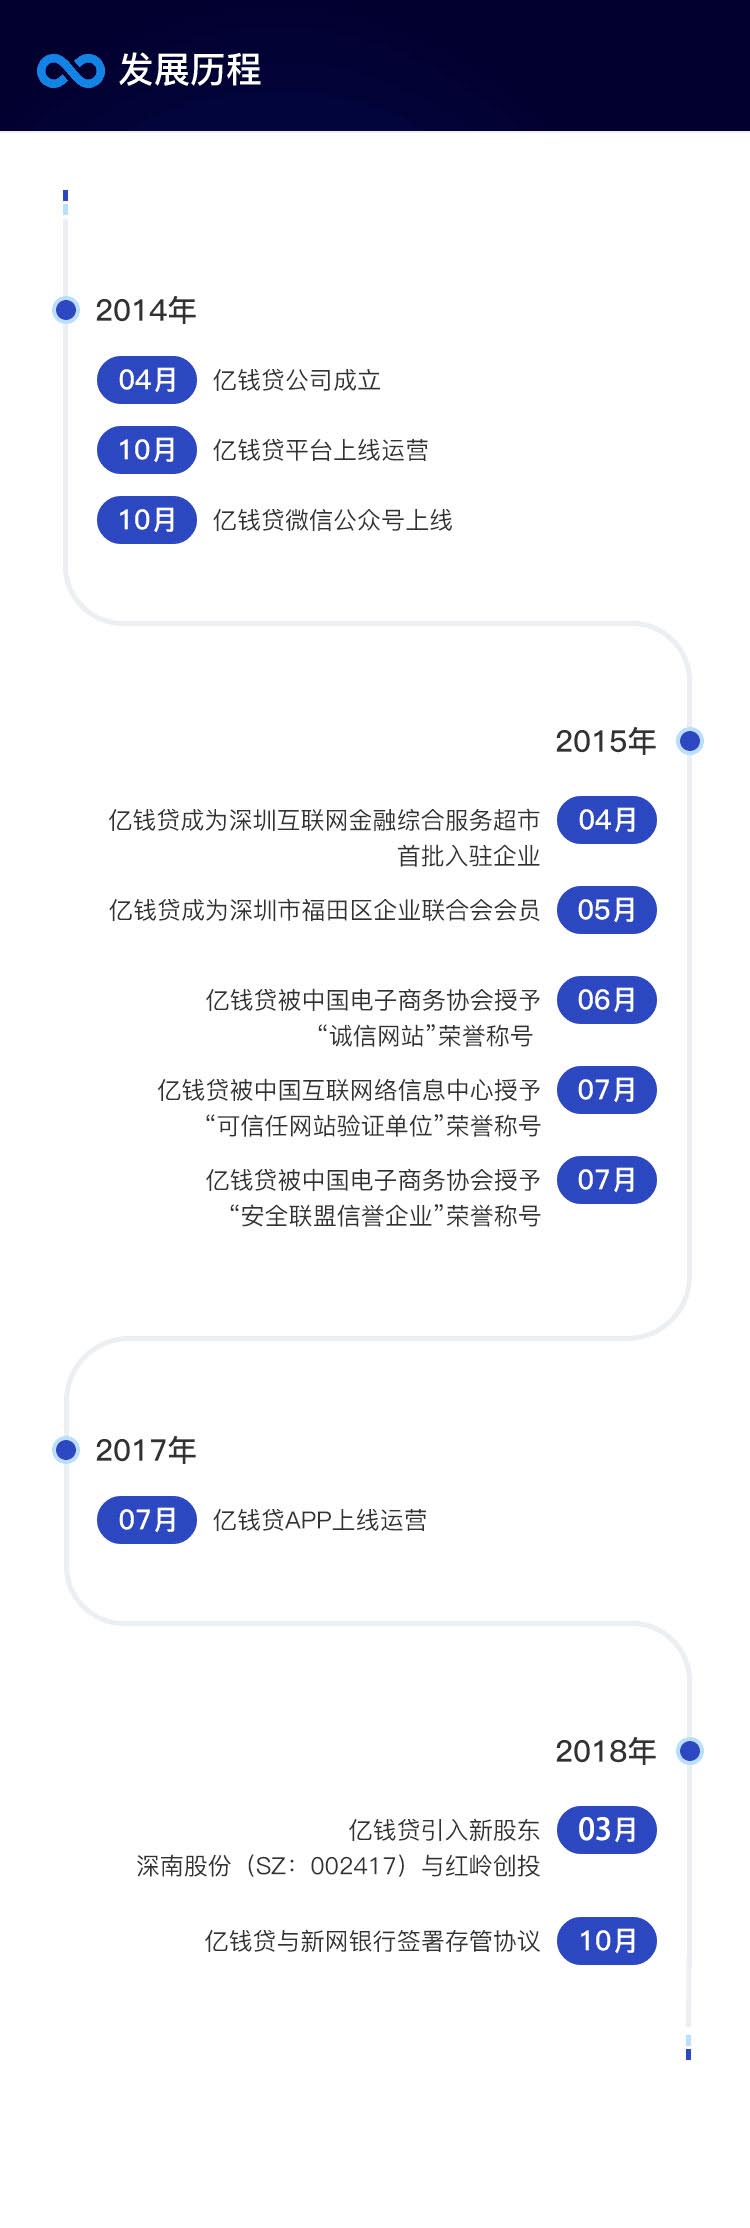 发展历程
2014年
04月 亿钱贷公司成立
10月 亿钱贷平台上线运营
10月 亿钱贷微信公众号上线
2015年
亿钱贷成为深圳互联网金融综合服务超市 04月
首批入驻企业
亿钱贷成为深圳市福田区企业联合会会员 05月
亿钱贷被中国电子商务协会授予 06月
“诚信网站”荣誉称号
亿钱贷被中国互联网络信息中心授予 07月
“可信任网站验证单位”荣誉称号
亿钱贷被中国电子商务协会授予 07月
“安全联盟信誉企业”荣誉称号
2017年
07月 亿钱贷APP上线运营
2018年
亿钱贷引入新股东 03月
深南股份（SZ：002417）与红岭创投
亿钱贷与新网银行签署存管协议 10月